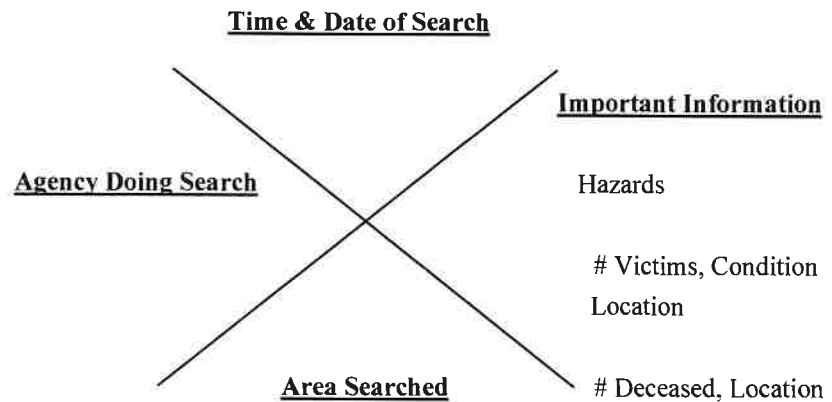 Time & Date of Search
Important Information
Agency Doing Search
Hazards
# Victims, Condition
Location
Area Searched
# Deceased, Location